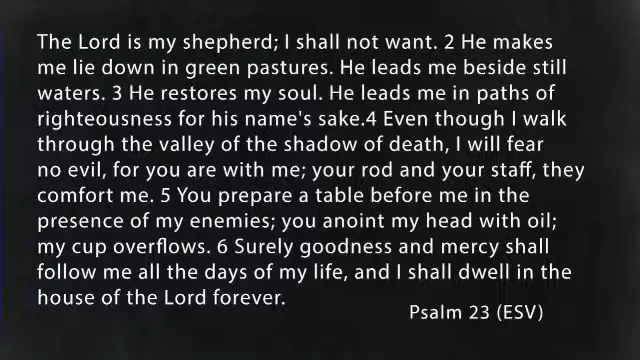 The Lord is my shepherd; I shall not want. 2 He makes
me lie down in green pastures. He leads me beside still
waters. 3 He restores my soul. He leads me in paths of
righteousness for his name's sake.4 Even though I walk
through the valley of the shadow of death, I will fear
no evil, for you are with me; your rod and your staff, they
comfort me. 5 You prepare a table before me in the
presence of my enemies; you anoint my head with oil;
my cup overflows. 6 Surely goodness and mercy shall
follow me all the days of my life, and I shall dwell in the
house of the Lord forever.
Psalm 23 (ESV)